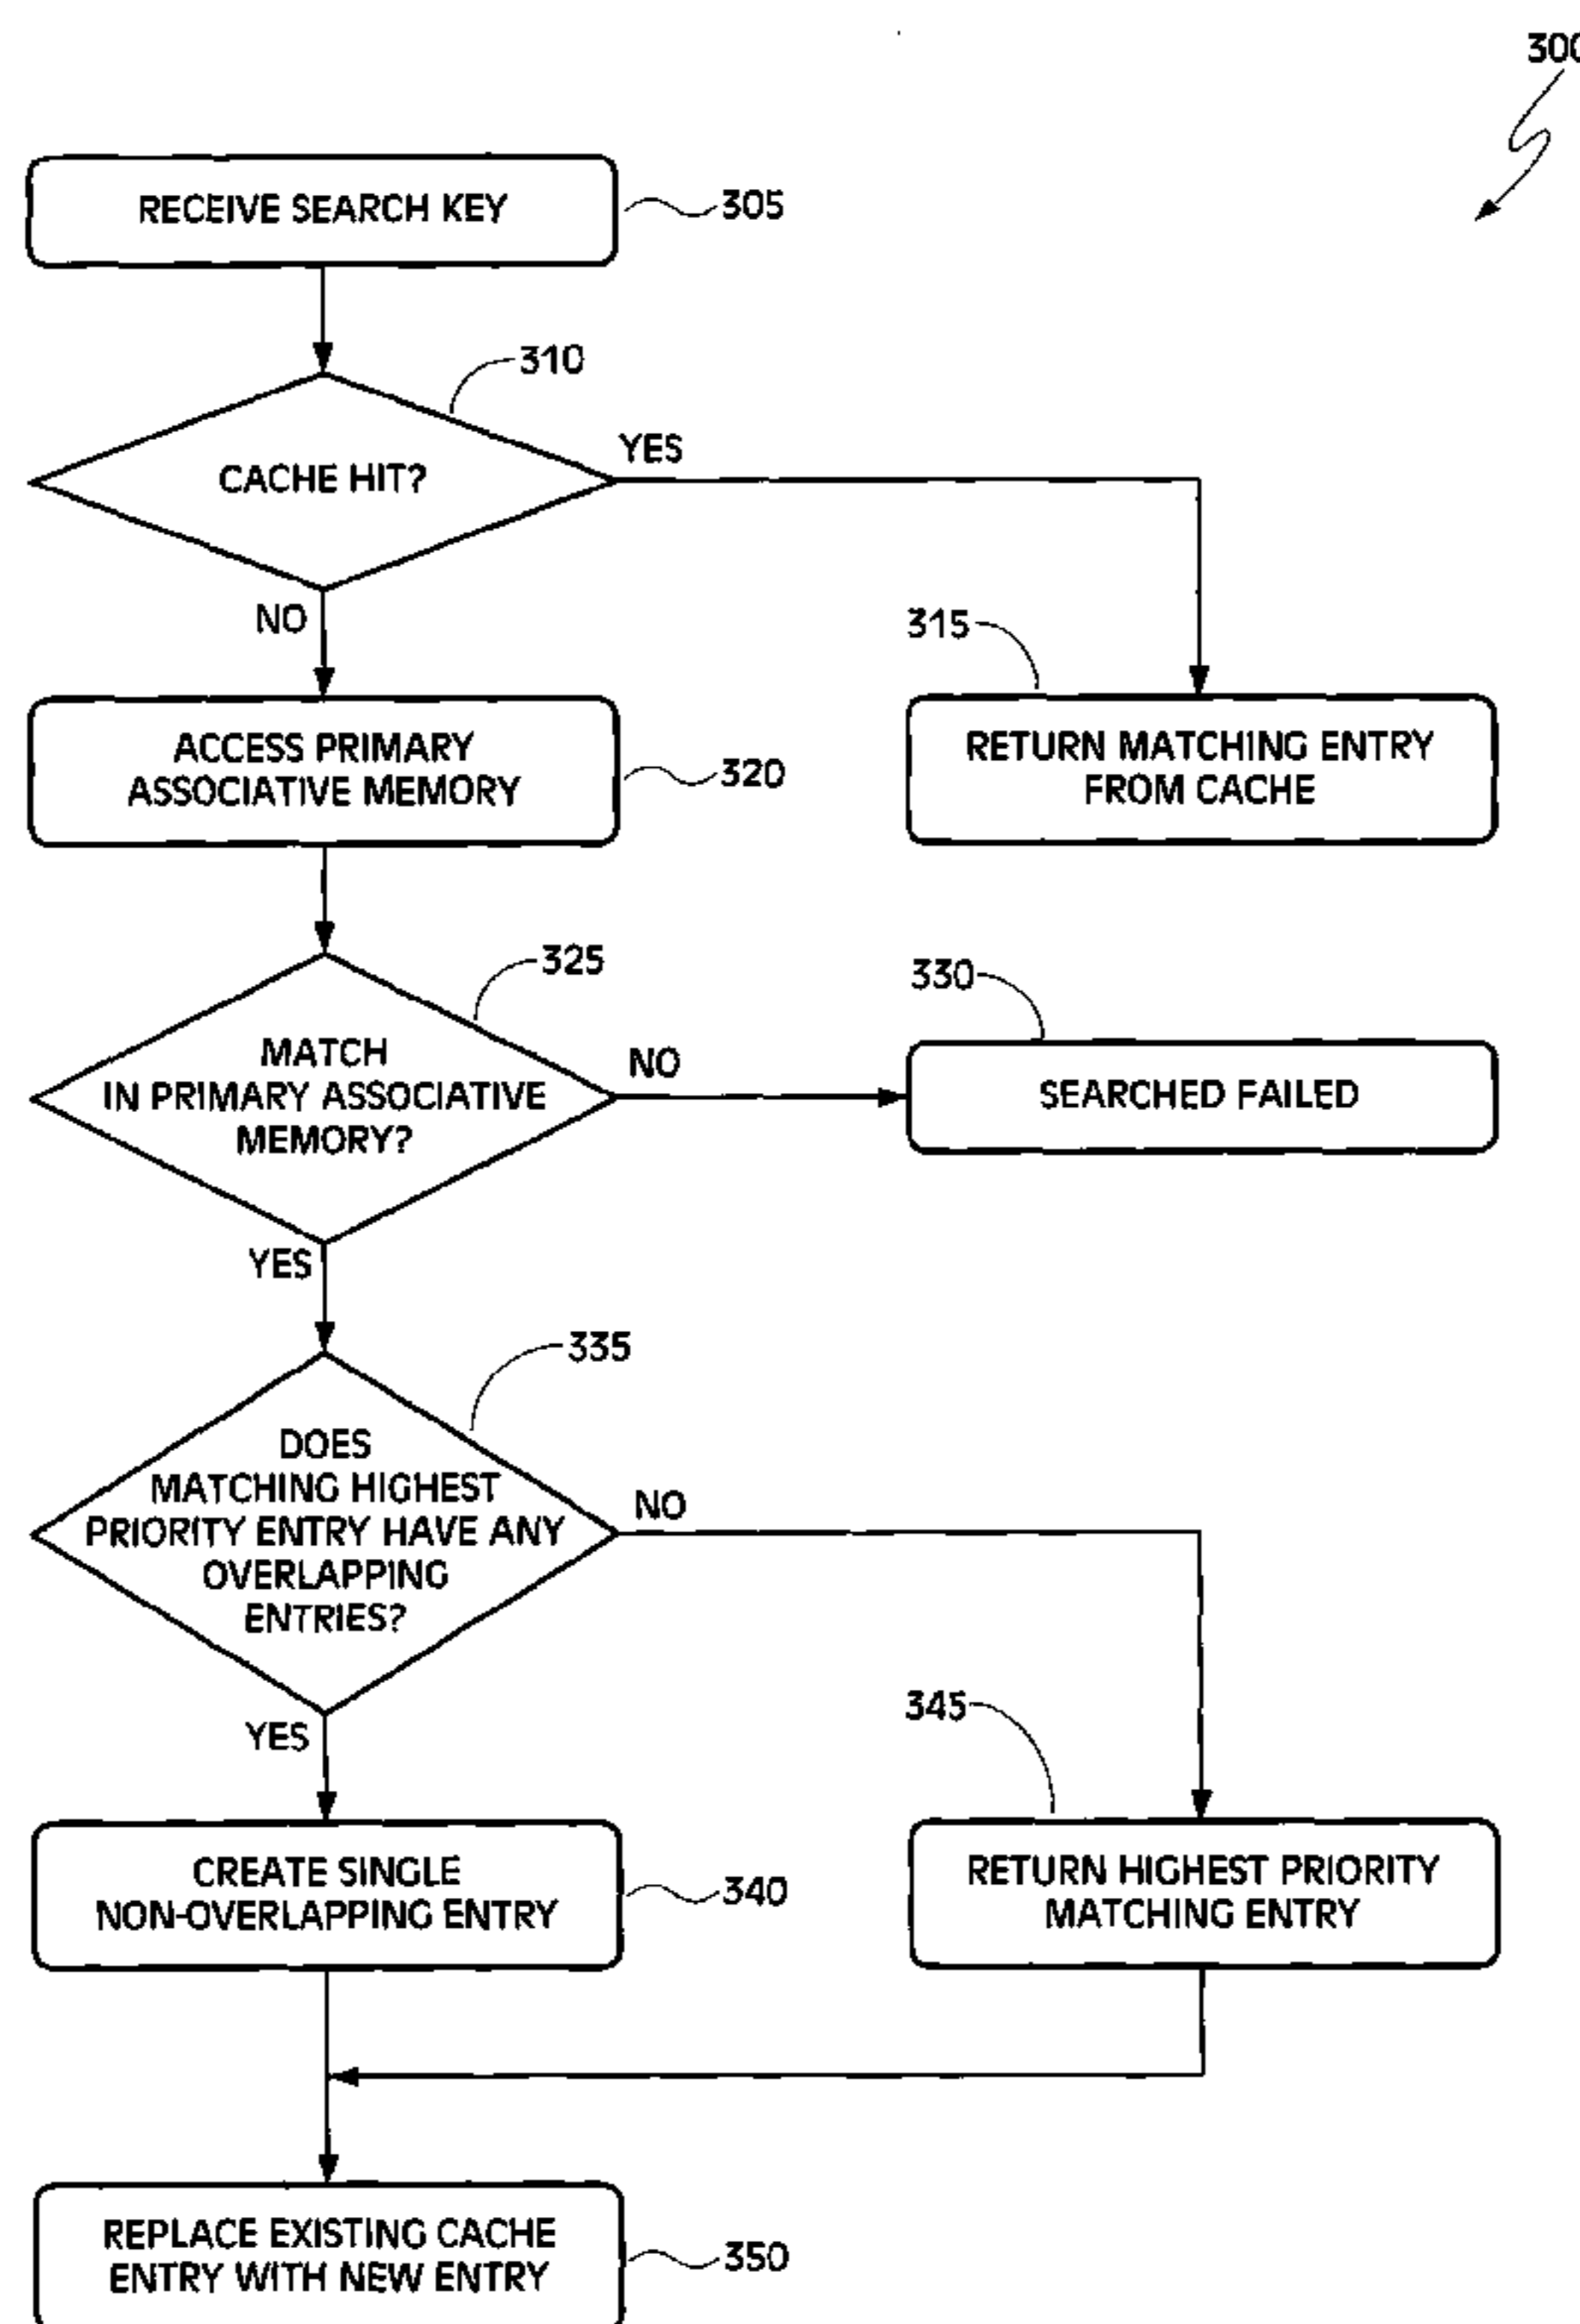 300
RECEIVE SEARCH KEY
305
310
CACHE HIT?
YES
NO
315
ACCESS PRIMARY
ASSOCIATIVE MEMORY
320
RETURN MATCHING ENTRY
FROM CACHE
325
330
MATCH
IN PRIMARY ASSOCIATIVE
MEMORY?
NO
SEARCHED FAILED
YES
335
DOES
MATCHING HIGHEST
PRIORITY ENTRY HAVE ANY
OVERLAPPING
ENTRIES?
NO
YES
345
CREATE SINGLE
NON-OVERLAPPING ENTRY
340
RETURN HIGHEST PRIORITY
MATCHING ENTRY
REPLACE EXISTING CACHE
ENTRY WITH NEW ENTRY
350